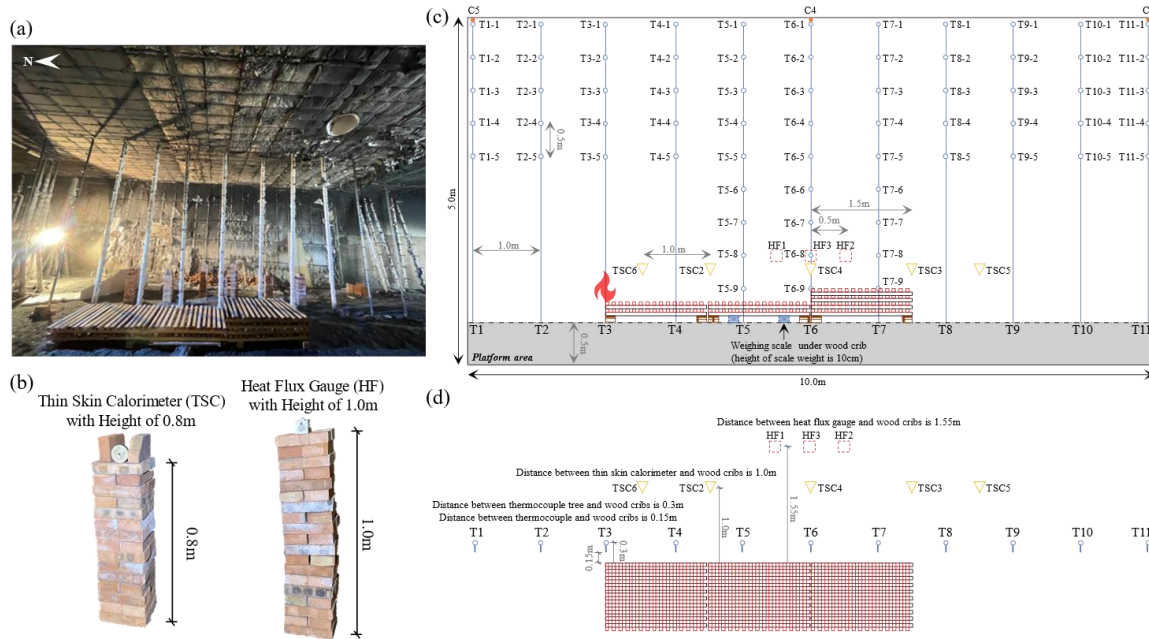 (a)
N
(b)
Thin Skin Calorimeter (TSC)
with Height of 0.8m
Heat Flux Gauge (HF)
with Height of 1.0m
0.8m
1.0m
(c)
C5
C4
C
T1-1
T2-1
T3-1
T4-1
T5-1
T6-1
T7-1
T8-1
T9-1
T10-1
T11-1
T1-2
T2-2
T3-2
T4-2
T5-2
T6-2
T7-2
T8-2
T9-2
T10-2
T11-2
T1-3
T2-3
T3-3
T4-3
T5-3
T6-3
T7-3
T8-3
T9-3
T10-3
T11-3
T1-4
T2-4
T3-4
T4-4
T5-4
T6-4
T7-4
T8-4
T9-4
T10-4
T11-4
0.5m
T1-5
T2-5
T3-5
T4-5
T5-5
T6-5
T7-5
T8-5
T9-5
T10-5
T11-5
T5-6
T6-6
T7-6
1.5m
5.0m
T5-7
T6-7
T7-7
0.5m
1.0m
1.0 m
HF1
HF3
HF2
T5-8
T6-8
T7-8
TSC6
TSC2
TSC4
TSC3
TSC5
T5-9
T6-9
T7-9
T1
T2
T3
T4
T5
T6
T7
T8
T9
T10
T11
0.5m
Weighing scale under wood crib
(height of scale weight is 10cm)
Platform area
10.0m
(d)
Distance between heat flux gauge and wood cribs is 1.55m
HF1
HF3
HF2
Distance between thin skin calorimeter and wood cribs is 1.0m
TSC6
TSC2
TSC4
TSC3
TSC5
Distance between thermocouple tree and wood cribs is 0.3m
Distance between thermocouple and wood cribs is 0.15m
1.0m
1.55m
T1
T2
T3
T4
T5
T6
T7
T8
T9
T10
T11
0.3m
0.15m